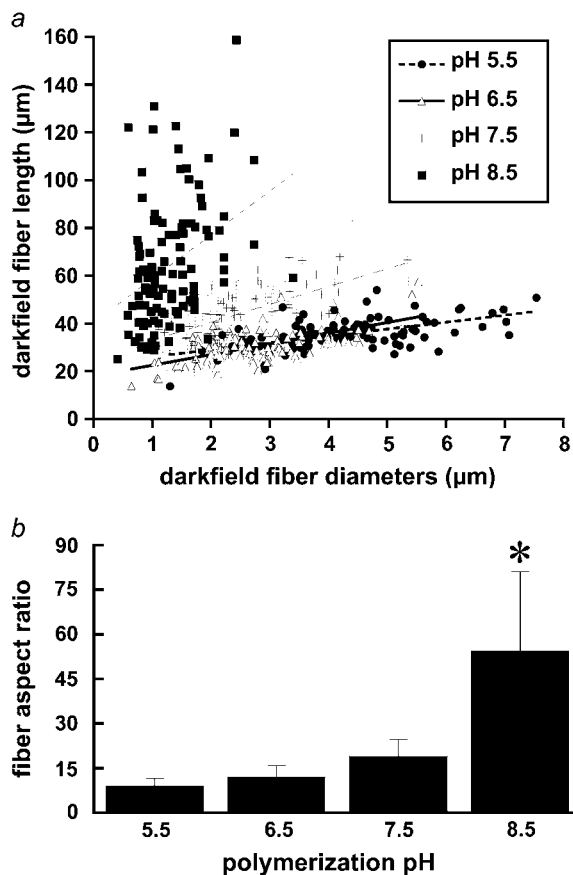 a
160
140
120
100
80
60
40
20
0
darkfield fiber length (µm)
pH 5.5
pH 6.5
pH 7.5
pH 8.5
0 1 2 3 4 5 6 7 8
darkfield fiber diameters (µm)
b
90
75
60
45
30
15
0
fiber aspect ratio
*
5.5 6.5 7.5 8.5
polymerization pH